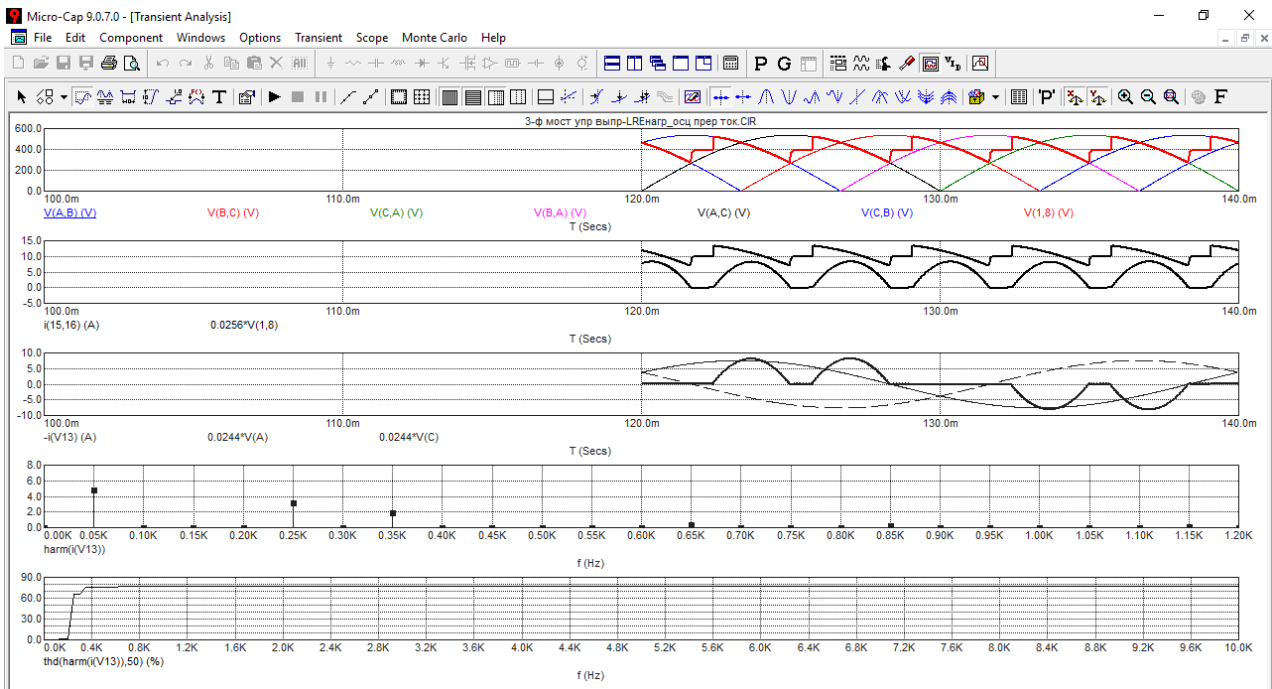 Micro-Cap 9.0.7.0 - [Transient Analysis]
File Edit Component Windows Options Transient Scope Monte Carlo Help
3-ф мост упр выпр-LREнагр_осц прер ток.CIR
600.0
400.0
200.0
0.0
100.0m 110.0m 120.0m 130.0m 140.0m
V(A,B) (V) V(B,C) (V) V(C,A) (V) V(B,A) (V) V(A,C) (V) V(C,B) (V) V(1,8) (V)
T (Secs)
15.0
10.0
5.0
0.0
-5.0
100.0m 110.0m 120.0m 130.0m 140.0m
i(15,16) (A) 0.0256*V(1,8)
T (Secs)
10.0
5.0
0.0
-5.0
-10.0
100.0m 110.0m 120.0m 130.0m 140.0m
-i(V13) (A) 0.0244*V(A) 0.0244*V(C)
T (Secs)
8.0
6.0
4.0
2.0
0.0
0.00K 0.05K 0.10K 0.15K 0.20K 0.25K 0.30K 0.35K 0.40K 0.45K 0.50K 0.55K 0.60K 0.65K 0.70K 0.75K 0.80K 0.85K 0.90K 0.95K 1.00K 1.05K 1.10K 1.15K 1.20K
harm(i(V13))
f (Hz)
90.0
60.0
30.0
0.0
0.0K 0.4K 0.8K 1.2K 1.6K 2.0K 2.4K 2.8K 3.2K 3.6K 4.0K 4.4K 4.8K 5.2K 5.6K 6.0K 6.4K 6.8K 7.2K 7.6K 8.0K 8.4K 8.8K 9.2K 9.6K 10.0K
thd(harm(i(V13)),50) (%)
f (Hz)